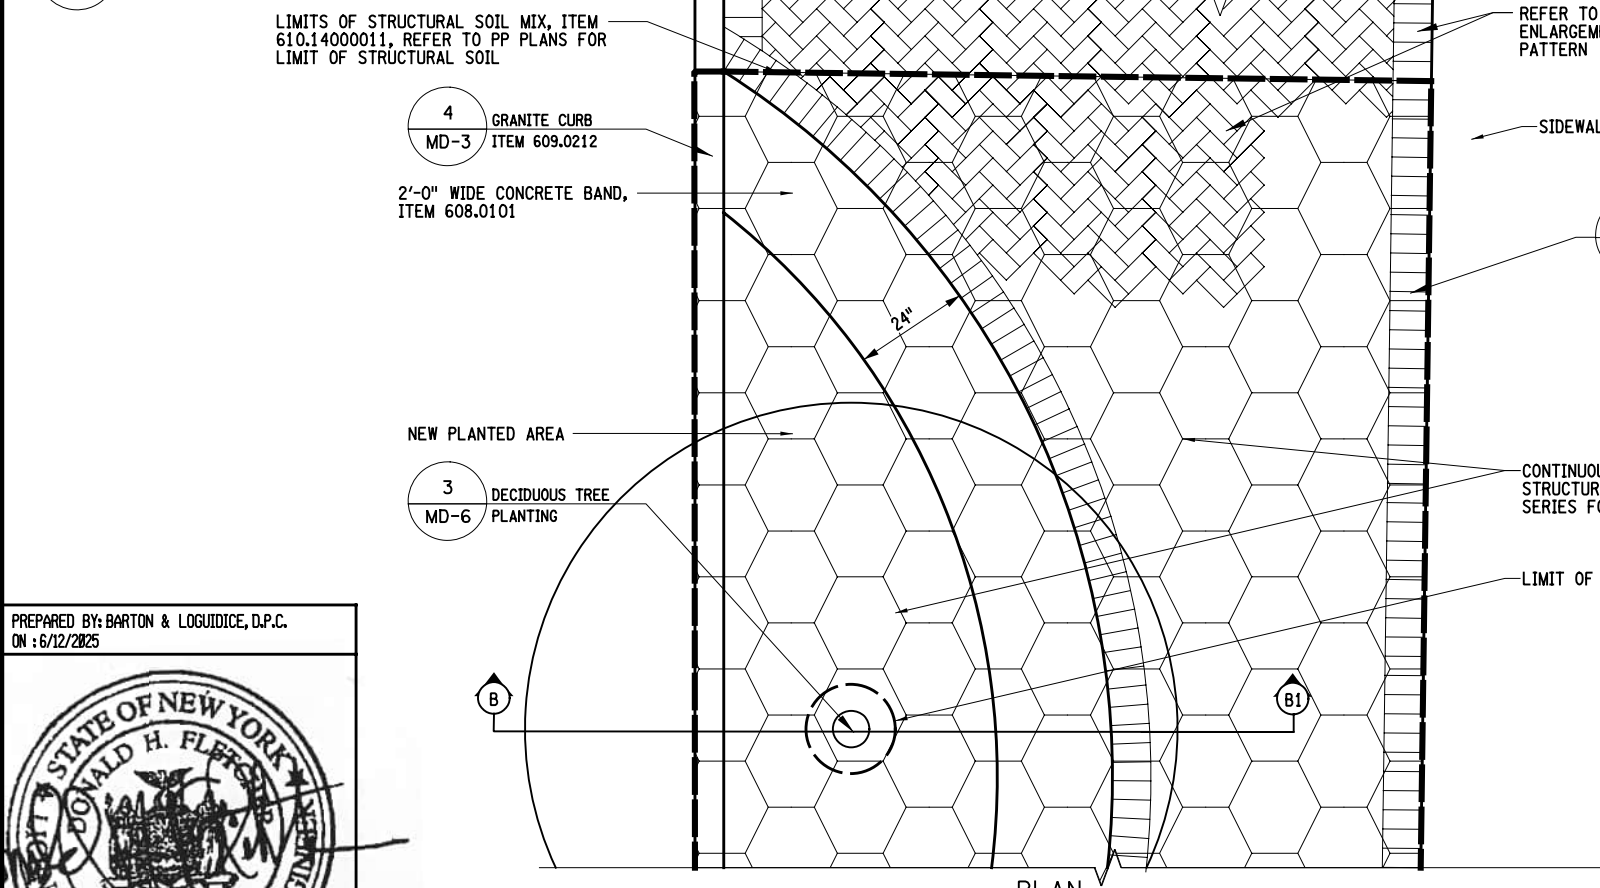 LIMITS OF STRUCTURAL SOIL MIX, ITEM
610.14000011, REFER TO PP PLANS FOR
LIMIT OF STRUCTURAL SOIL
REFER TO
ENLARGEM
PATTERN
4
MD-3
GRANITE CURB
ITEM 609.0212
SIDEWAL
2'-0" WIDE CONCRETE BAND,
ITEM 608.0101
24"
NEW PLANTED AREA
3
MD-6
DECIDUOUS TREE
PLANTING
CONTINUOU
STRUCTUR
SERIES FO
LIMIT OF
PREPARED BY: BARTON & LOGUIDICE, D.P.C.
ON : 6/12/2025
B
B1
STATE OF NEW YORK
DONALD H. FLETCHER
PLAN